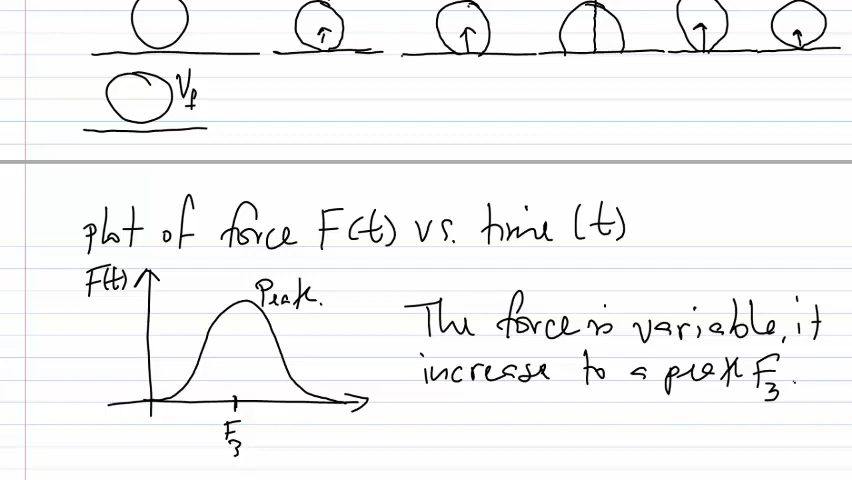 Vf
plot of force F(t) vs. time (t)
F(t)
Peak.
The force is variable, it
increase to a peak F3.
F3